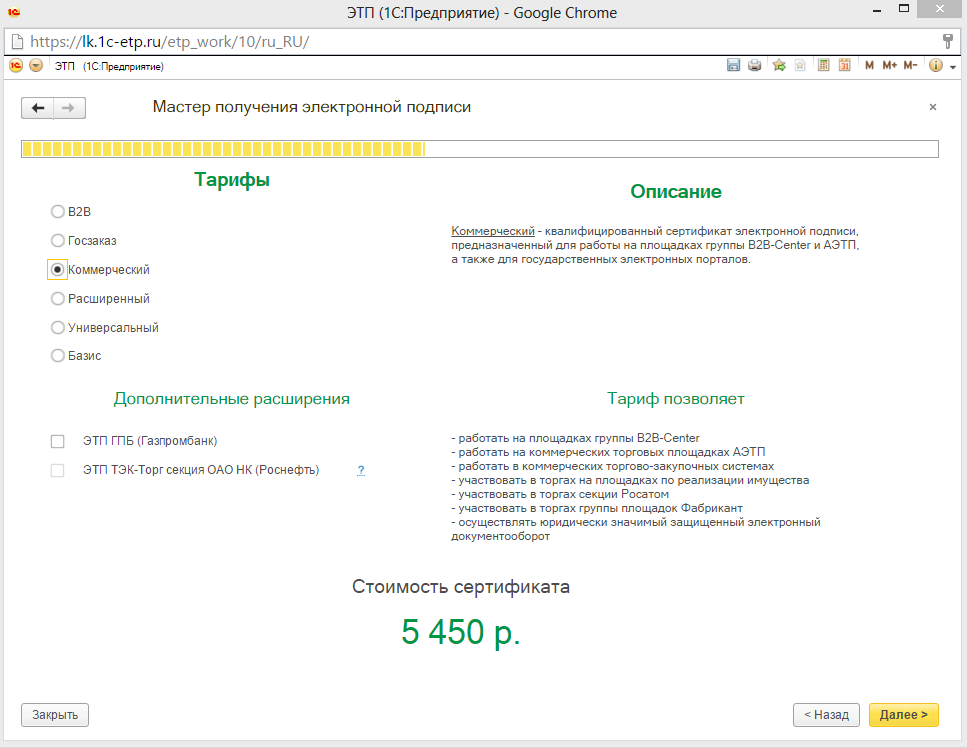 ЭТП (1С:Предприятие) - Google Chrome
https://lk.1c-etp.ru/etp_work/10/ru_RU/
ЭТП (1С:Предприятие)
M M+ M-
Мастер получения электронной подписи
Тарифы
B2B
Госзаказ
Коммерческий
Расширенный
Универсальный
Базис
Описание
Коммерческий - квалифицированный сертификат электронной подписи,
предназначенный для работы на площадках группы B2B-Center и АЭТП,
а также для государственных электронных порталов.
Дополнительные расширения
ЭТП ГПБ (Газпромбанк)
ЭТП ТЭК-Торг секция ОАО НК (Роснефть) ?
Тариф позволяет
- работать на площадках группы B2B-Center
- работать на коммерческих торговых площадках АЭТП
- работать в коммерческих торгово-закупочных системах
- участвовать в торгах на площадках по реализации имущества
- участвовать в торгах секции Росатом
- участвовать в торгах группы площадок Фабрикант
- осуществлять юридически значимый защищенный электронный
документооборот
Стоимость сертификата
5 450 р.
Закрыть
< Назад
Далее >